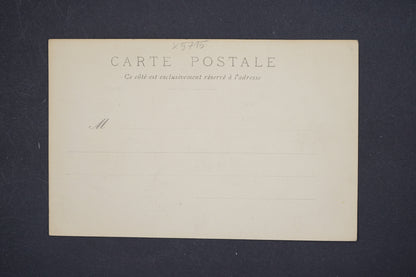 x5715
CARTE POSTALE
Ce côté est exclusivement réservé à l'adresse
M